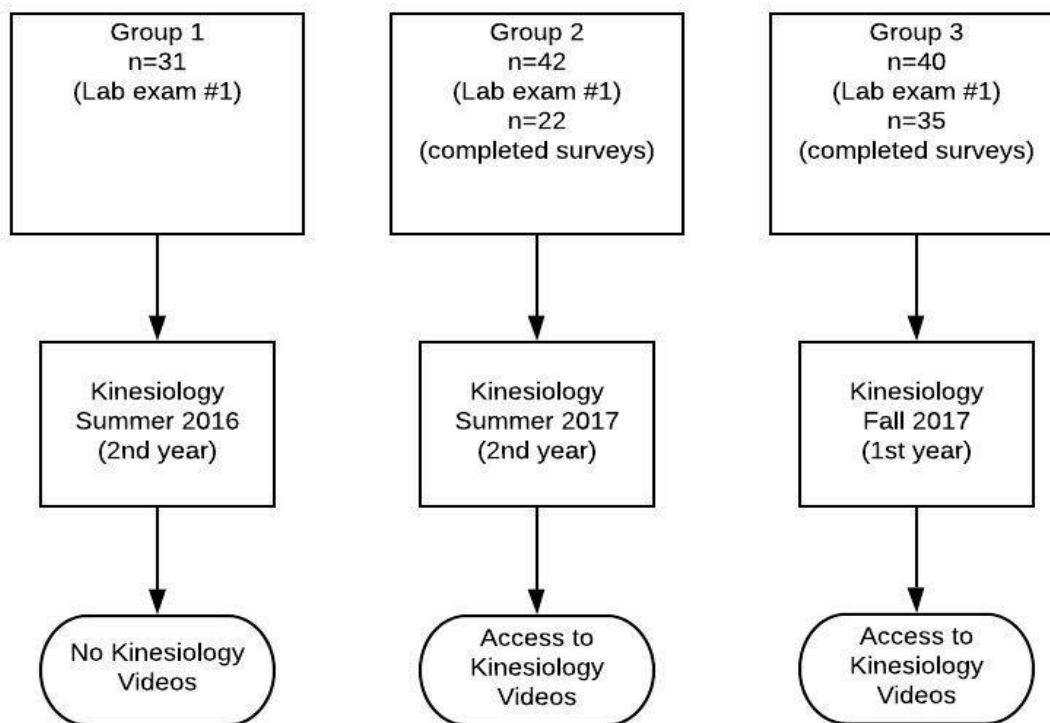 Group 1
n=31
(Lab exam #1)
Group 2
n=42
(Lab exam #1)
n=22
(completed surveys)
Group 3
n=40
(Lab exam #1)
n=35
(completed surveys)
Kinesiology
Summer 2016
(2nd year)
Kinesiology
Summer 2017
(2nd year)
Kinesiology
Fall 2017
(1st year)
No Kinesiology
Videos
Access to
Kinesiology
Videos
Access to
Kinesiology
Videos